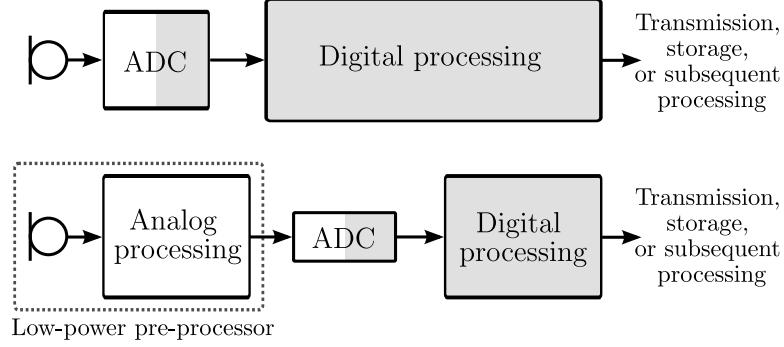 ADC
Digital processing
Transmission,
storage,
or subsequent
processing
Analog
processing
ADC
Digital
processing
Transmission,
storage,
or subsequent
processing
Low-power pre-processor